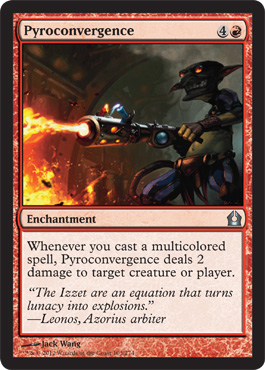 Pyroconvergence 4
Enchantment
Whenever you cast a multicolored
spell, Pyroconvergence deals 2
damage to target creature or player.
“The Izzet are an equation that turns
lunacy into explosions.”
—Leonos, Azorius arbiter
Jack Wang